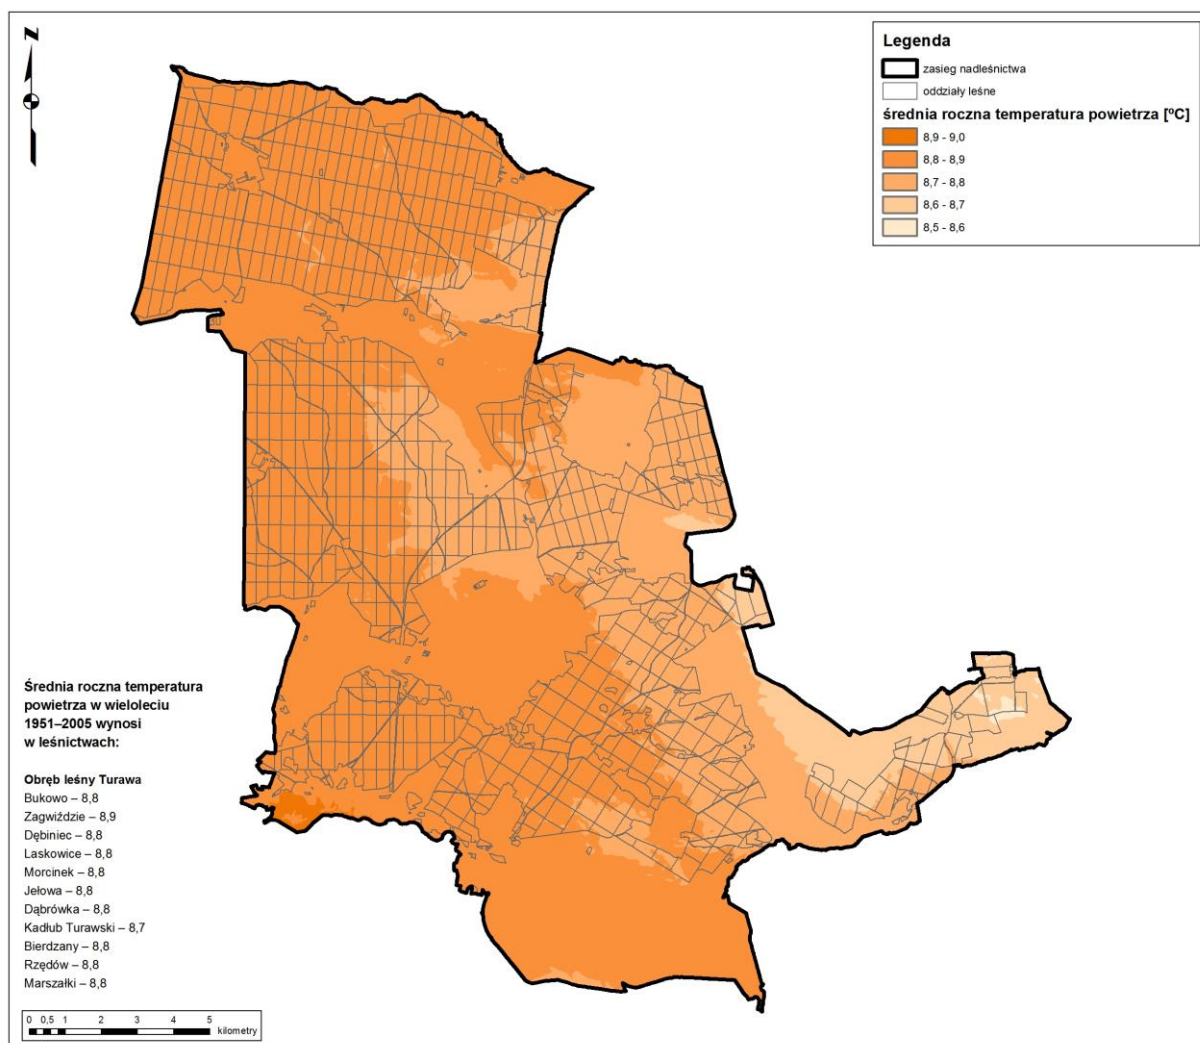 N
Legenda
zasieg nadleśnictwa
oddziały leśne
średnia roczna temperatura powietrza [ºC]
8,9 - 9,0
8,8 - 8,9
8,7 - 8,8
8,6 - 8,7
8,5 - 8,6
Średnia roczna temperatura
powietrza w wieloleciu
1951–2005 wynosi
w leśnictwach:
Obręb leśny Turawa
Bukowo – 8,8
Zagwiździe – 8,9
Dębiniec – 8,8
Laskowice – 8,8
Morcinek – 8,8
Jełowa – 8,8
Dąbrówka – 8,8
Kadłub Turawski – 8,7
Bierdzany – 8,8
Rzędów – 8,8
Marszałki – 8,8
0 0,5 1 2 3 4 5
kilometry